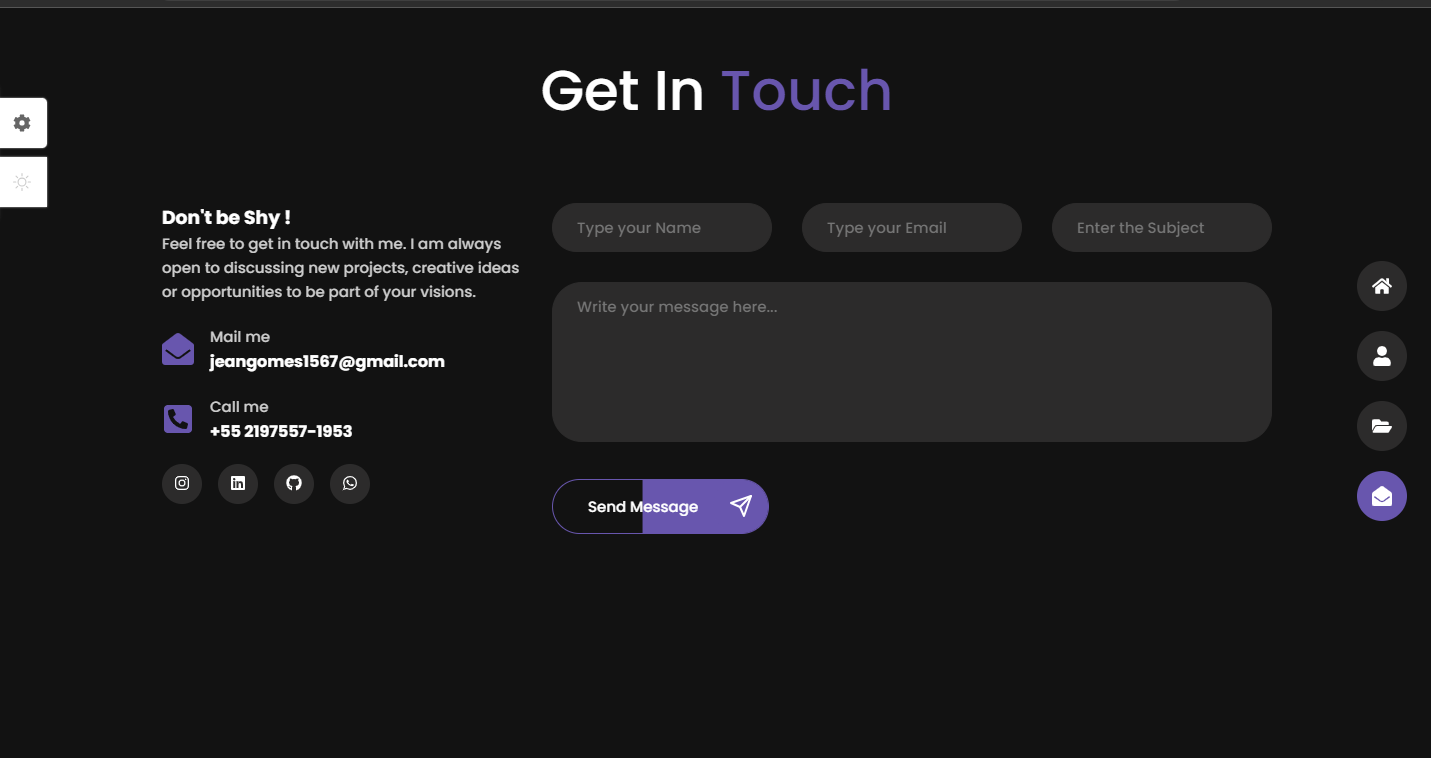 Get In Touch
Don't be Shy !
Feel free to get in touch with me. I am always
open to discussing new projects, creative ideas
or opportunities to be part of your visions.
Mail me
jeangomes1567@gmail.com
Call me
+55 2197557-1953
Type your Name
Type your Email
Enter the Subject
Write your message here...
Send Message